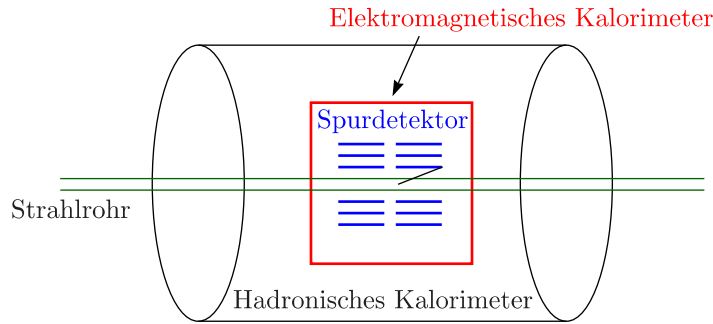 Elektromagnetisches Kalorimeter
Spurdetektor
Strahlrohr
Hadronisches Kalorimeter